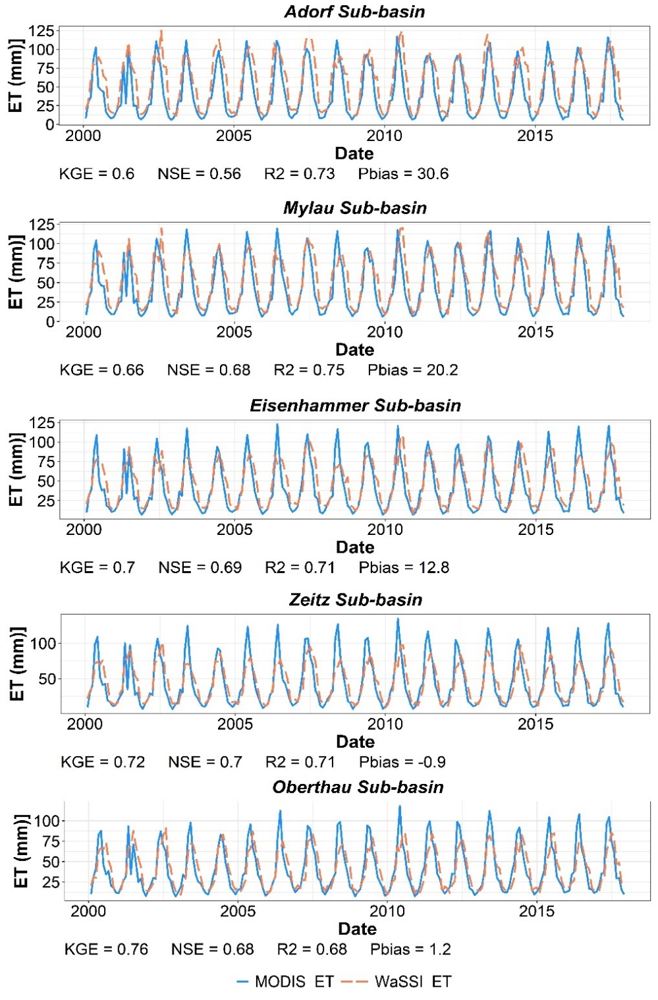 Adorf Sub-basin
ET (mm)]
125
100
75
50
25
0
2000 2005 2010 2015
Date
KGE = 0.6 NSE = 0.56 R2 = 0.73 Pbias = 30.6
Mylau Sub-basin
ET (mm)]
125
100
75
50
25
0
2000 2005 2010 2015
Date
KGE = 0.66 NSE = 0.68 R2 = 0.75 Pbias = 20.2
Eisenhammer Sub-basin
ET (mm)]
125
100
75
50
25
2000 2005 2010 2015
Date
KGE = 0.7 NSE = 0.69 R2 = 0.71 Pbias = 12.8
Zeitz Sub-basin
ET (mm)]
100
50
2000 2005 2010 2015
Date
KGE = 0.72 NSE = 0.7 R2 = 0.71 Pbias = -0.9
Oberthau Sub-basin
ET (mm)]
100
75
50
25
2000 2005 2010 2015
Date
KGE = 0.76 NSE = 0.68 R2 = 0.68 Pbias = 1.2
MODIS ET WaSSI ET